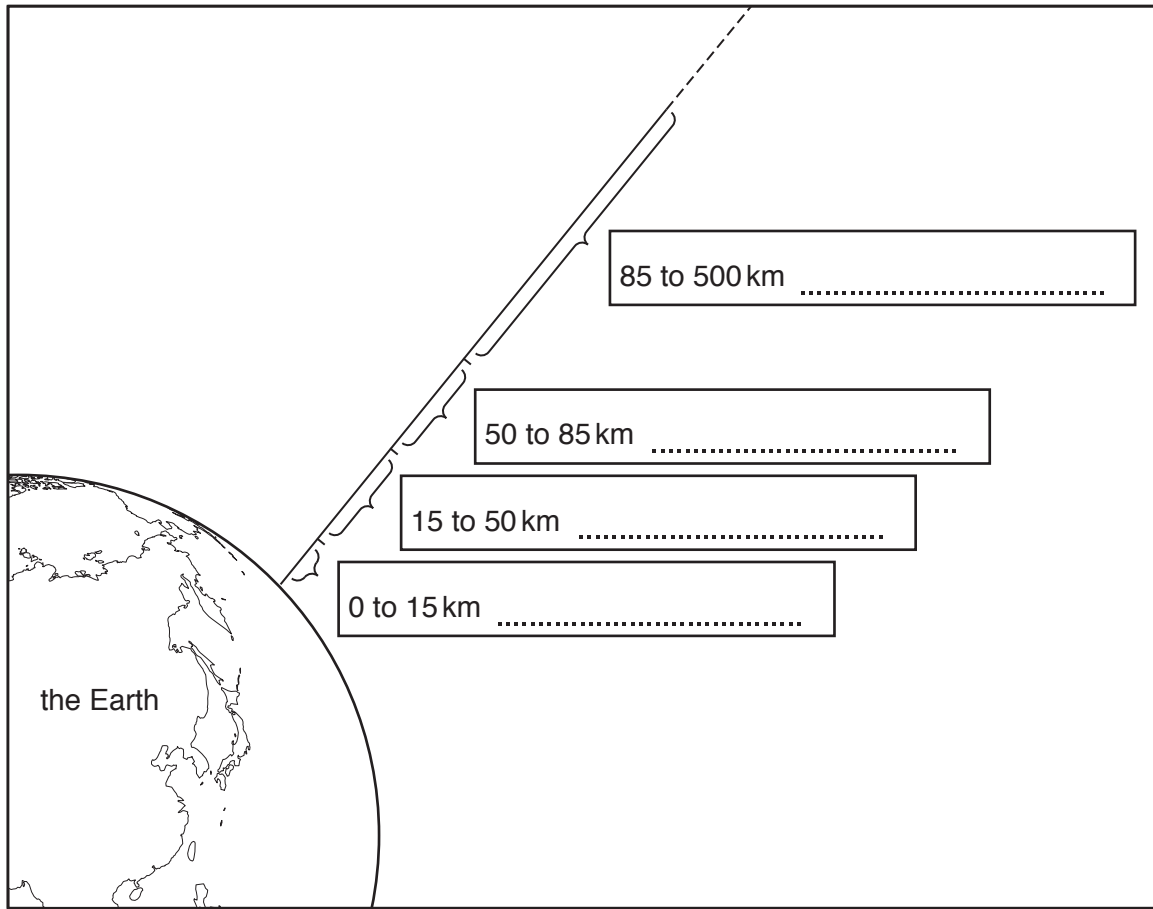 85 to 500 km ........................................
50 to 85 km ........................................
15 to 50 km ........................................
0 to 15 km ........................................
the Earth